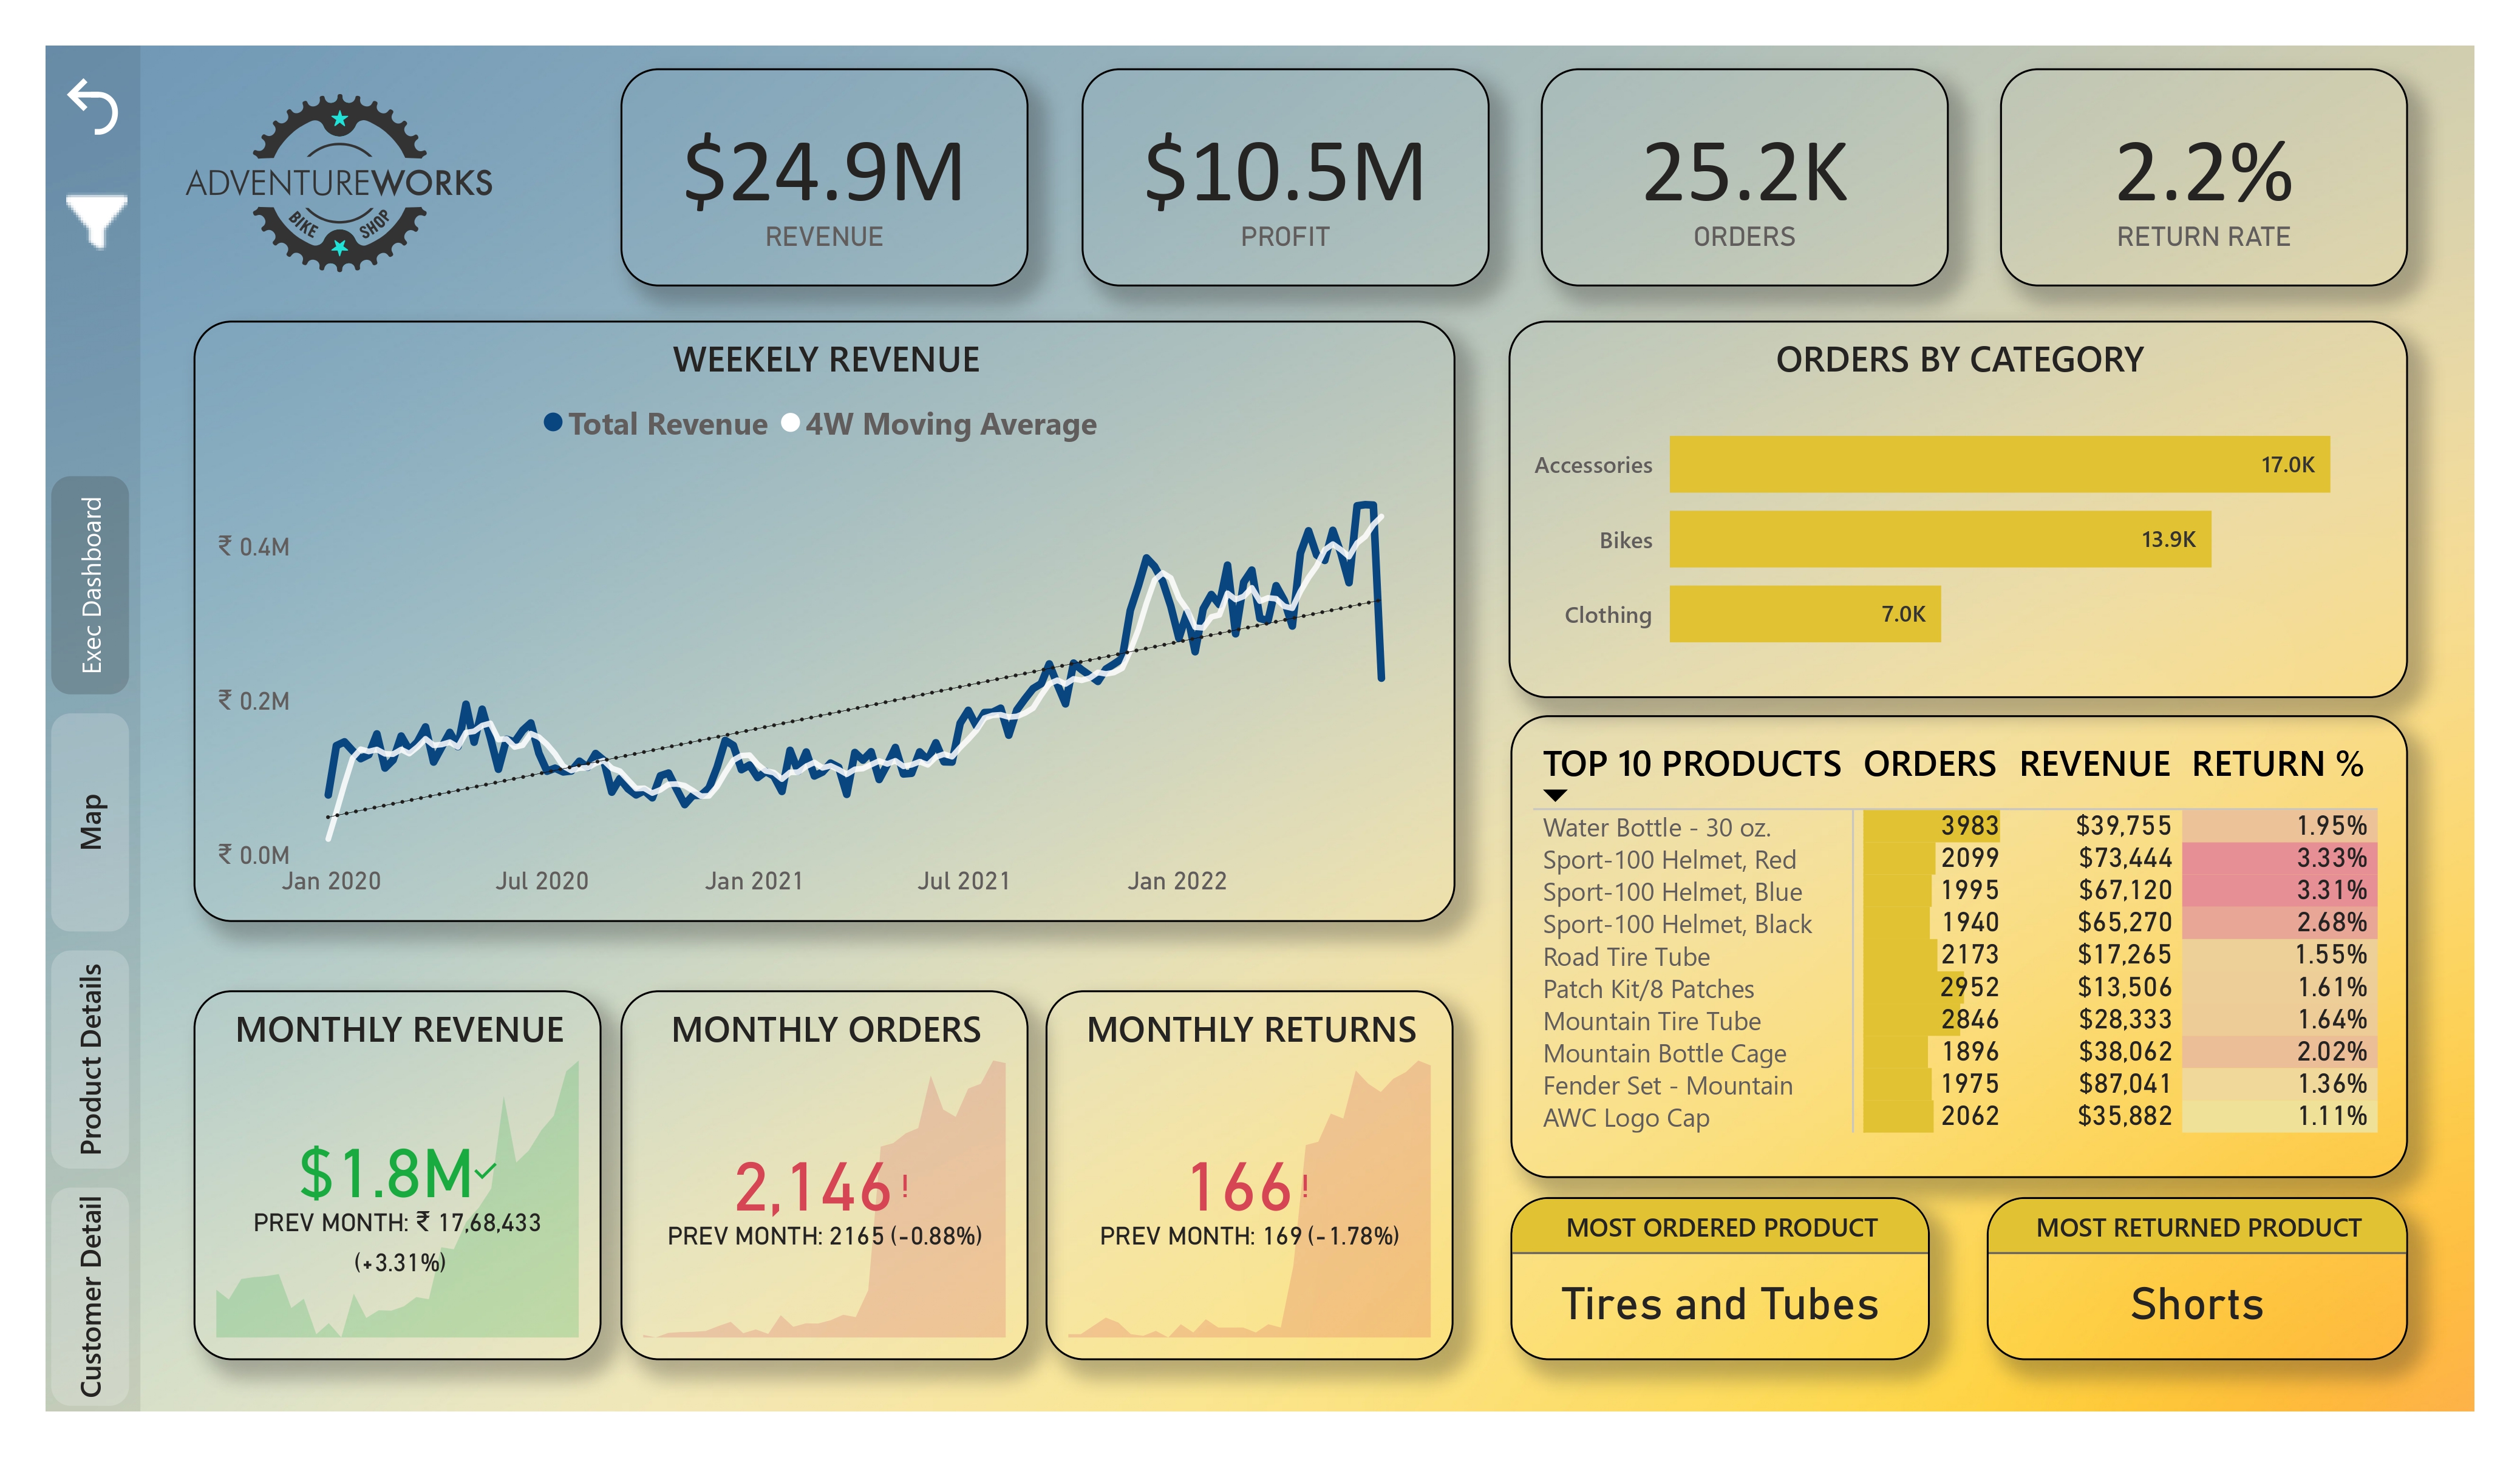 ADVENTUREWORKS
BIKE SHOP
$24.9M
REVENUE
$10.5M
PROFIT
25.2K
ORDERS
2.2%
RETURN RATE
Exec Dashboard
Map
Product Details
Customer Detail
WEEKELY REVENUE
Total Revenue 4W Moving Average
₹ 0.4M
₹ 0.2M
₹ 0.0M
Jan 2020 Jul 2020 Jan 2021 Jul 2021 Jan 2022
ORDERS BY CATEGORY
Accessories 17.0K
Bikes 13.9K
Clothing 7.0K
TOP 10 PRODUCTS ORDERS REVENUE RETURN %
Water Bottle - 30 oz. 3983 $39,755 1.95%
Sport-100 Helmet, Red 2099 $73,444 3.33%
Sport-100 Helmet, Blue 1995 $67,120 3.31%
Sport-100 Helmet, Black 1940 $65,270 2.68%
Road Tire Tube 2173 $17,265 1.55%
Patch Kit/8 Patches 2952 $13,506 1.61%
Mountain Tire Tube 2846 $28,333 1.64%
Mountain Bottle Cage 1896 $38,062 2.02%
Fender Set - Mountain 1975 $87,041 1.36%
AWC Logo Cap 2062 $35,882 1.11%
MONTHLY REVENUE
$1.8M✓
PREV MONTH: ₹ 17,68,433
(+3.31%)
MONTHLY ORDERS
2,146!
PREV MONTH: 2165 (-0.88%)
MONTHLY RETURNS
166!
PREV MONTH: 169 (-1.78%)
MOST ORDERED PRODUCT
Tires and Tubes
MOST RETURNED PRODUCT
Shorts